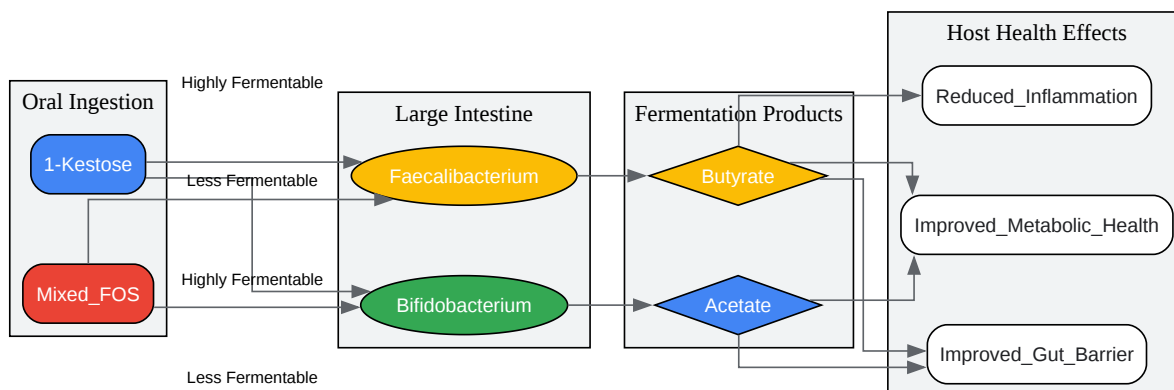 Host Health Effects
Highly Fermentable
Oral Ingestion
Large Intestine
Fermentation Products
Reduced_Inflammation
1-Kestose
Less Fermentable
Faecalibacterium
Butyrate
Improved_Metabolic_Health
Highly Fermentable
Mixed_FOS
Bifidobacterium
Acetate
Improved_Gut_Barrier
Less Fermentable